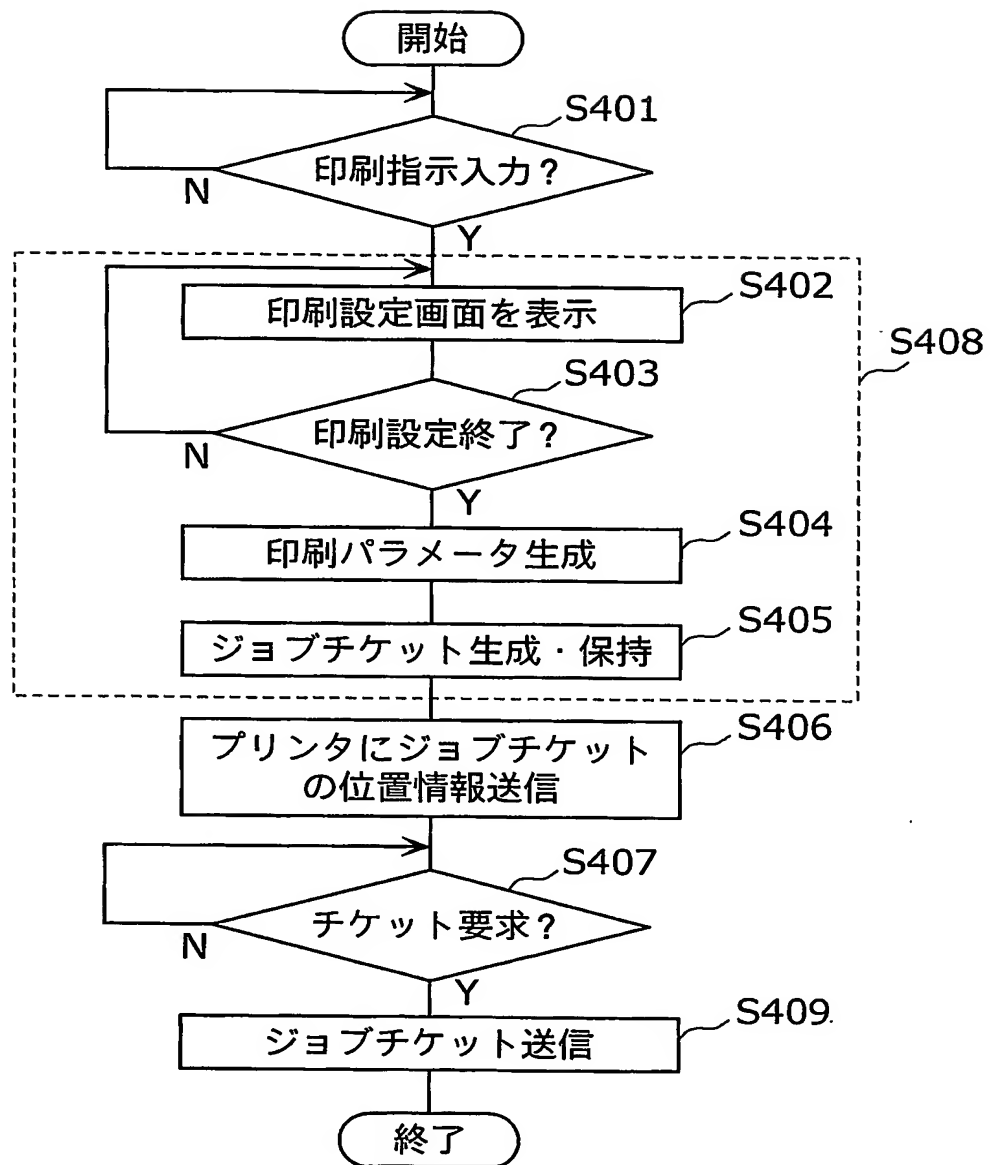 開始
S401
印刷指示入力?
N
Y
S402
印刷設定画面を表示
S408
S403
印刷設定終了?
N
Y
S404
印刷パラメータ生成
S405
ジョブチケット生成・保持
S406
プリンタにジョブチケット
の位置情報送信
S407
チケット要求?
N
Y
S409
ジョブチケット送信
終了